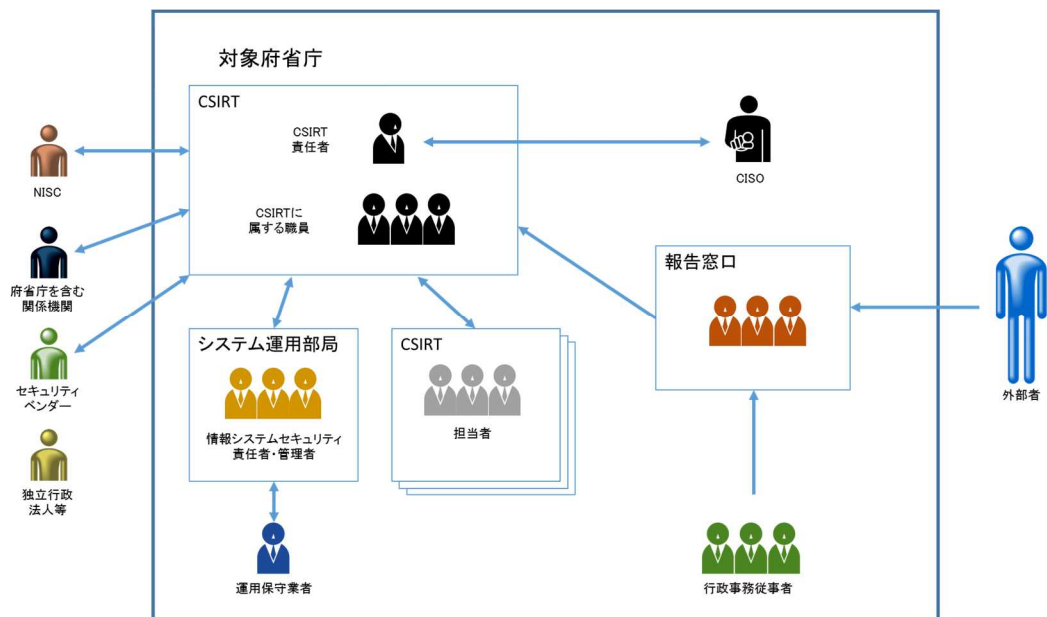 対象府省庁
CSIRT
CSIRT
責任者
CISO
NISC
CSIRTに
属する職員
府省庁を含む
関係機関
報告窓口
システム運用部局
CSIRT
セキュリティ
ベンダー
外部者
情報システムセキュリティ
責任者・管理者
担当者
独立行政
法人等
運用保守業者
行政事務従事者